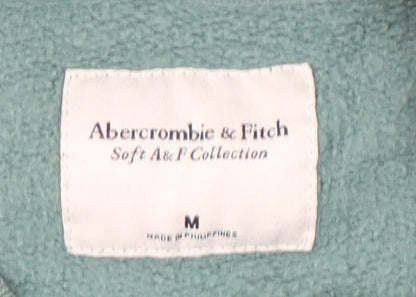 Abercrombie & Fitch
Soft A&F Collection
M
MADE IN PHILIPPINES